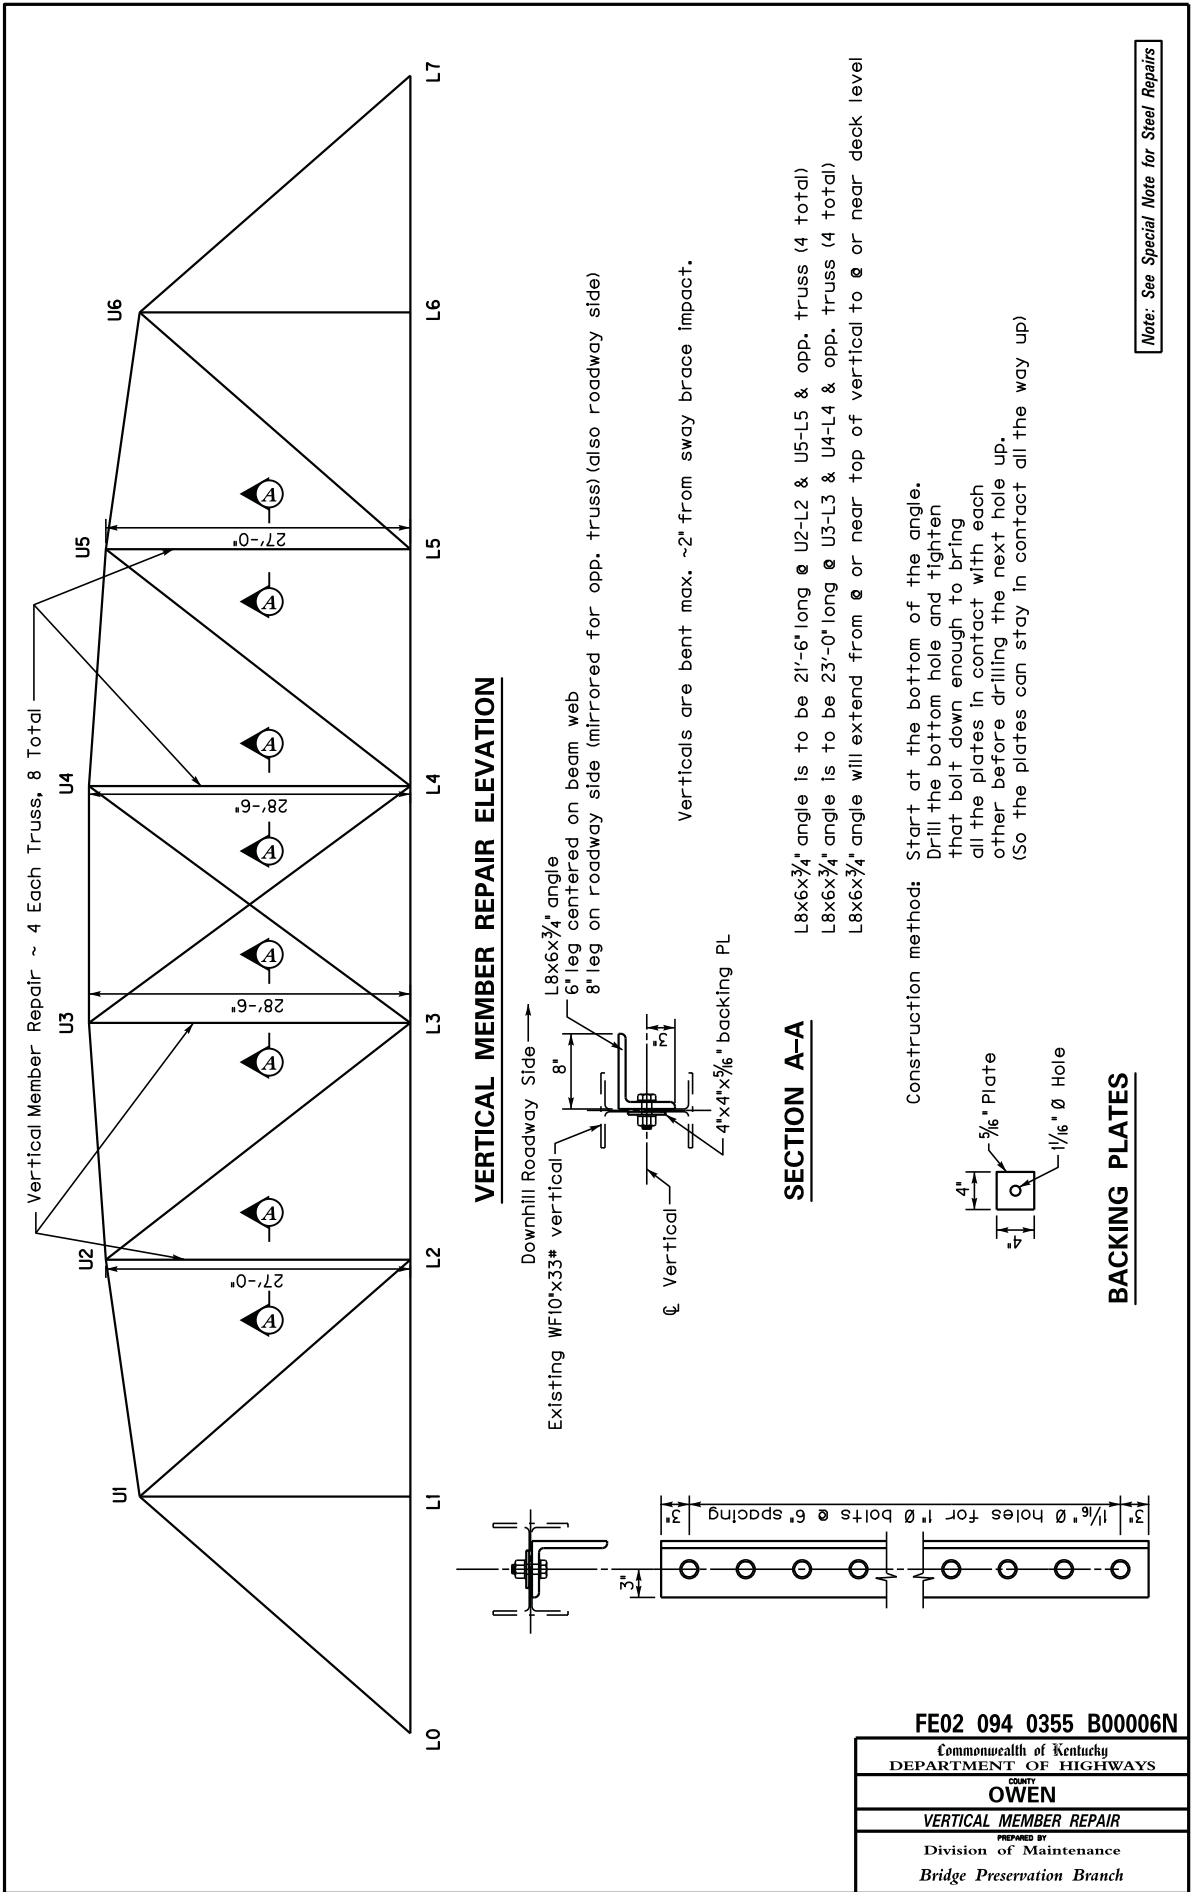 Vertical Member Repair ~ 4 Each Truss, 8 Total
U1
U2
U3
U4
U5
U6
27'-0"
28'-6"
28'-6"
27'-0"
A
A
A
A
A
A
A
A
L0
L1
L2
L3
L4
L5
L6
L7
VERTICAL MEMBER REPAIR ELEVATION
Downhill Roadway Side
Existing WF10"x33# vertical
℄ Vertical
8"
3"
L8x6x3/4" angle
6" leg centered on beam web
8" leg on roadway side (mirrored for opp. truss)(also roadway side)
4"x4"x5/16" backing PL
Verticals are bent max. ~2" from sway brace impact.
SECTION A-A
L8x6x3/4" angle is to be 21'-6" long @ U2-L2 & U5-L5 & opp. truss (4 total)
L8x6x3/4" angle is to be 23'-0" long @ U3-L3 & U4-L4 & opp. truss (4 total)
L8x6x3/4" angle will extend from @ or near top of vertical to @ or near deck level
Construction method: Start at the bottom of the angle.
Drill the bottom hole and tighten
that bolt down enough to bring
all the plates in contact with each
other before drilling the next hole up.
(So the plates can stay in contact all the way up)
4"
4"
5/16" Plate
1 1/16" Ø Hole
BACKING PLATES
3"
3"
1 1/16" Ø holes for 1" Ø bolts @ 6" spacing
3"
Note: See Special Note for Steel Repairs
FE02 094 0355 B00006N
Commonwealth of Kentucky
DEPARTMENT OF HIGHWAYS
COUNTY
OWEN
VERTICAL MEMBER REPAIR
PREPARED BY
Division of Maintenance
Bridge Preservation Branch